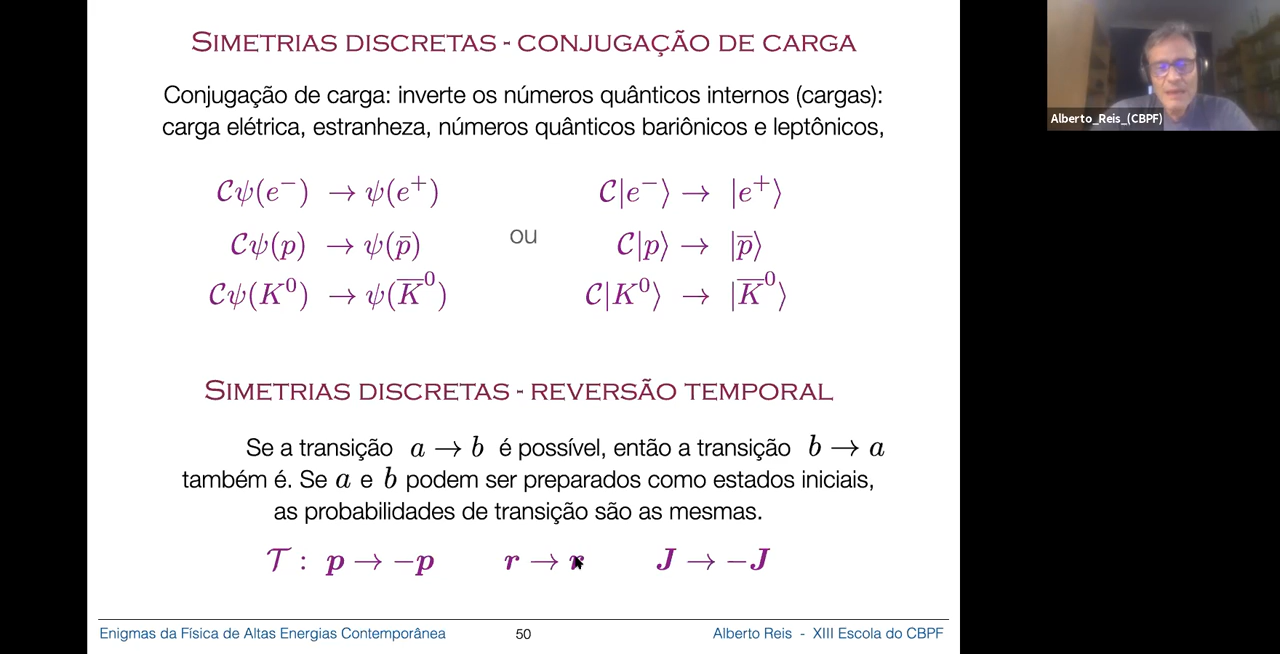 SIMETRIAS DISCRETAS - CONJUGAÇÃO DE CARGA
Conjugação de carga: inverte os números quânticos internos (cargas):
carga elétrica, estranheza, números quânticos bariônicos e leptônicos,
𝒞ψ(e⁻) → ψ(e⁺)
𝒞ψ(p) → ψ(p̄)
𝒞ψ(K⁰) → ψ(K̅⁰)
ou
𝒞|e⁻⟩ → |e⁺⟩
𝒞|p⟩ → |p̅⟩
𝒞|K⁰⟩ → |K̅⁰⟩
SIMETRIAS DISCRETAS - REVERSÃO TEMPORAL
Se a transição a → b é possível, então a transição b → a
também é. Se a e b podem ser preparados como estados iniciais,
as probabilidades de transição são as mesmas.
𝒯 : p → −p r → r J → −J
Enigmas da Física de Altas Energias Contemporânea 50 Alberto Reis - XIII Escola do CBPF
Alberto_Reis_(CBPF)